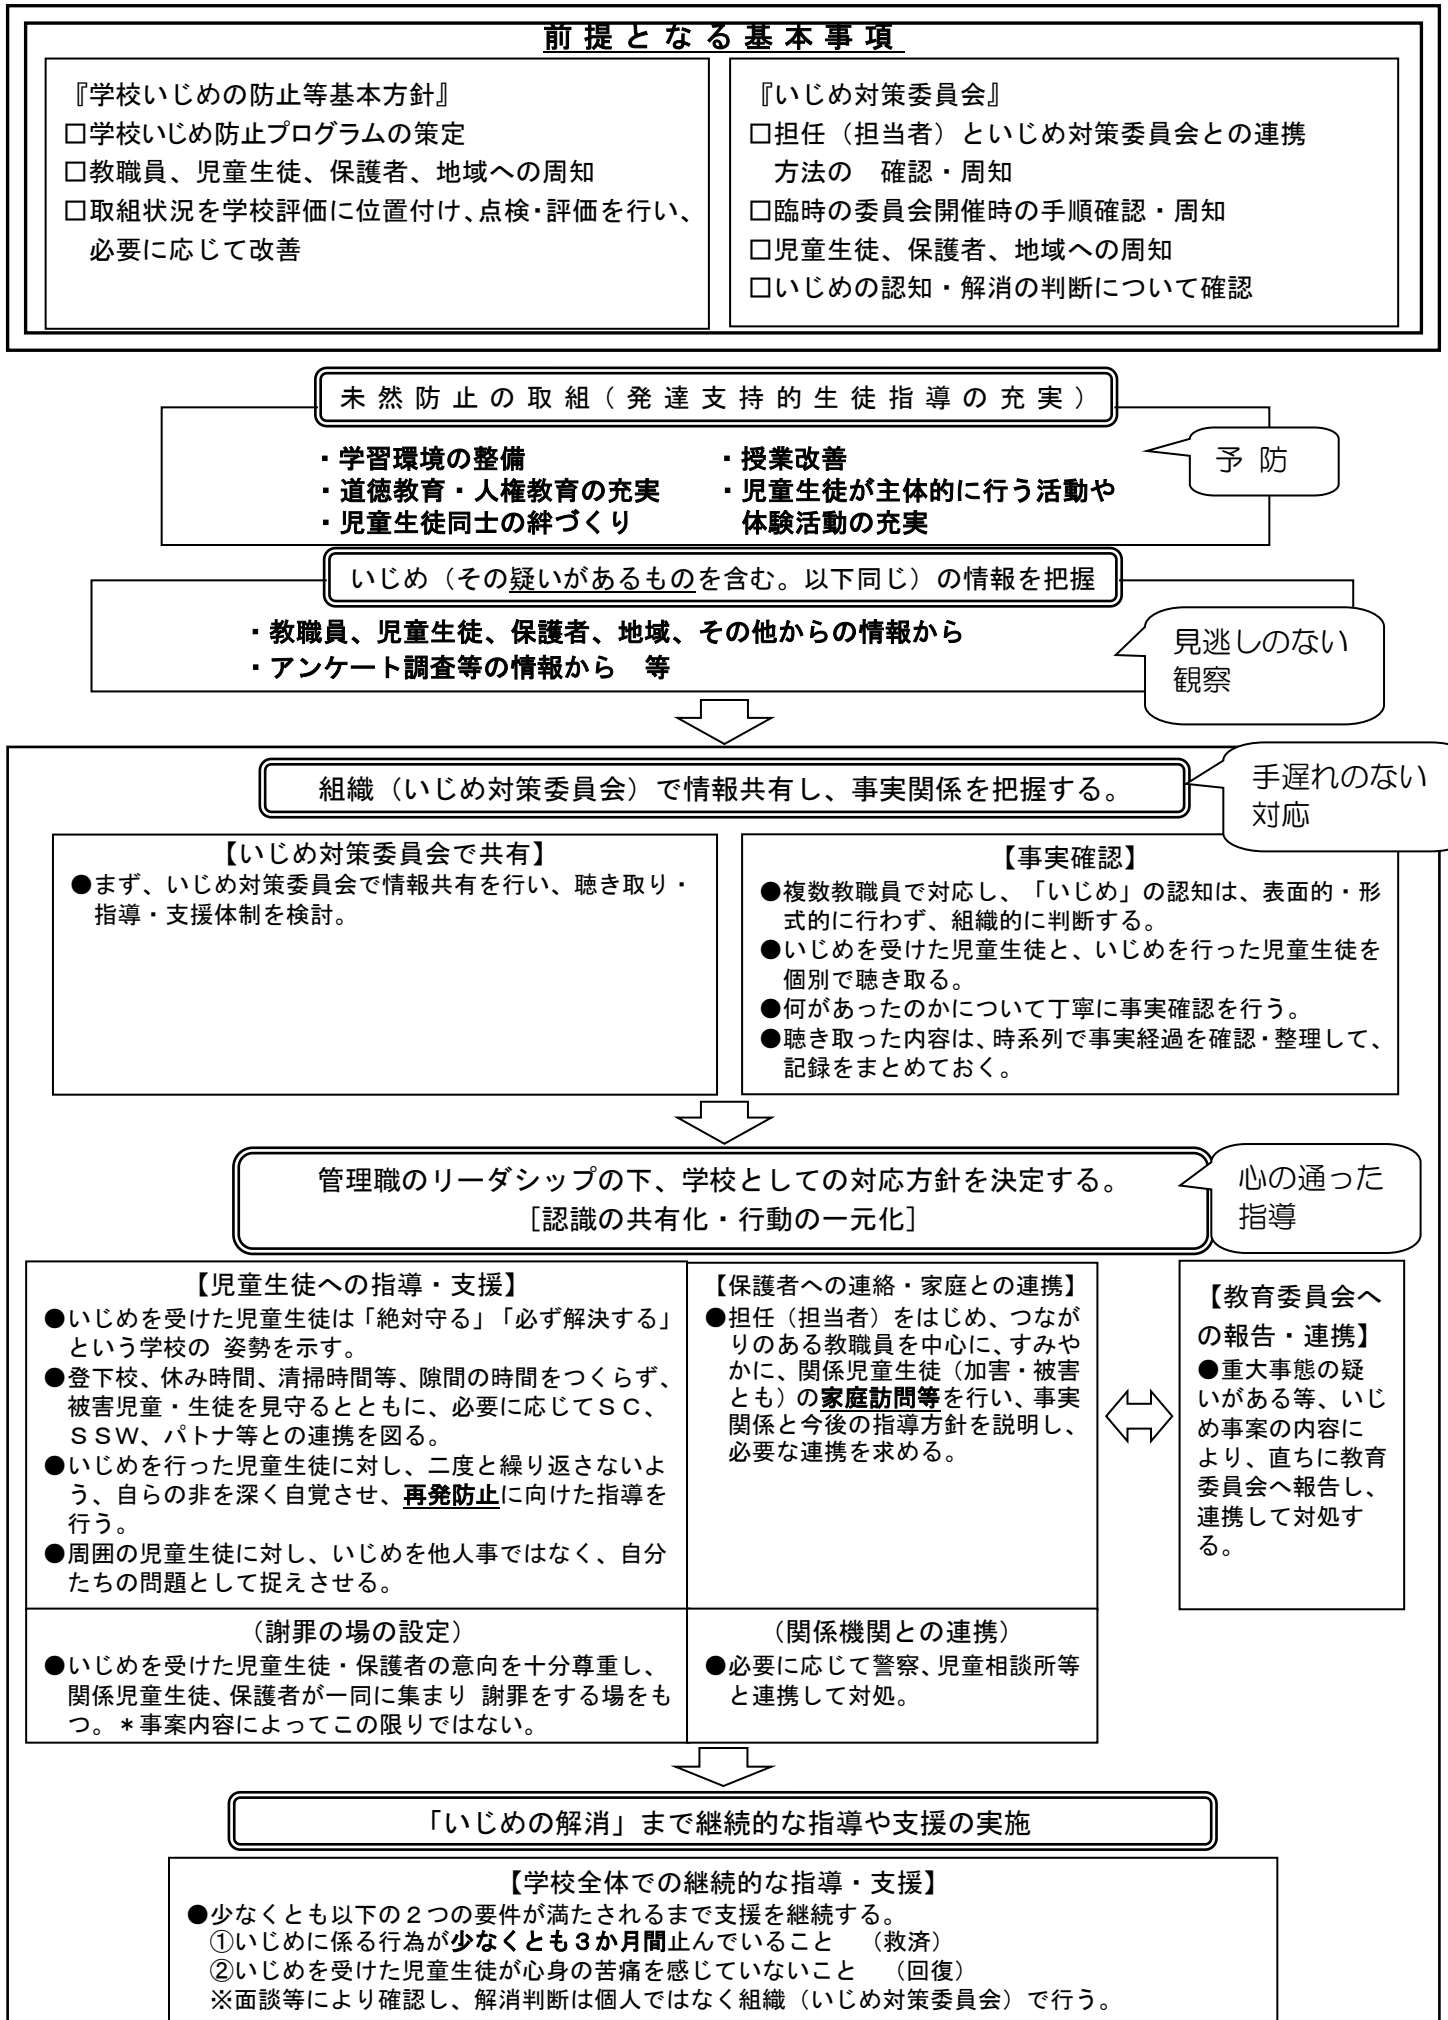 前提となる基本事項
『学校いじめの防止等基本方針』
□学校いじめ防止プログラムの策定
□教職員、児童生徒、保護者、地域への周知
□取組状況を学校評価に位置付け、点検・評価を行い、
必要に応じて改善
『いじめ対策委員会』
□担任（担当者）といじめ対策委員会との連携
方法の　確認・周知
□臨時の委員会開催時の手順確認・周知
□児童生徒、保護者、地域への周知
□いじめの認知・解消の判断について確認
未然防止の取組（発達支持的生徒指導の充実）
・学習環境の整備
・道徳教育・人権教育の充実
・児童生徒同士の絆づくり
・授業改善
・児童生徒が主体的に行う活動や
体験活動の充実
予 防
いじめ（その疑いがあるものを含む。以下同じ）の情報を把握
・教職員、児童生徒、保護者、地域、その他からの情報から
・アンケート調査等の情報から　等
見逃しのない
観察
組織（いじめ対策委員会）で情報共有し、事実関係を把握する。
手遅れのない
対応
【いじめ対策委員会で共有】
●まず、いじめ対策委員会で情報共有を行い、聴き取り・
指導・支援体制を検討。
【事実確認】
●複数教職員で対応し、「いじめ」の認知は、表面的・形
式的に行わず、組織的に判断する。
●いじめを受けた児童生徒と、いじめを行った児童生徒を
個別で聴き取る。
●何があったのかについて丁寧に事実確認を行う。
●聴き取った内容は、時系列で事実経過を確認・整理して、
記録をまとめておく。
管理職のリーダシップの下、学校としての対応方針を決定する。
［認識の共有化・行動の一元化］
心の通った
指導
【児童生徒への指導・支援】
●いじめを受けた児童生徒は「絶対守る」「必ず解決する」
という学校の 姿勢を示す。
●登下校、休み時間、清掃時間等、隙間の時間をつくらず、
被害児童・生徒を見守るとともに、必要に応じてＳＣ、
ＳＳＷ、パトナ等との連携を図る。
●いじめを行った児童生徒に対し、二度と繰り返さないよ
う、自らの非を深く自覚させ、再発防止に向けた指導を
行う。
●周囲の児童生徒に対し、いじめを他人事ではなく、自分
たちの問題として捉えさせる。
【保護者への連絡・家庭との連携】
●担任（担当者）をはじめ、つなが
りのある教職員を中心に、すみや
かに、関係児童生徒（加害・被害
とも）の家庭訪問等を行い、事実
関係と今後の指導方針を説明し、
必要な連携を求める。
【教育委員会へ
の報告・連携】
●重大事態の疑
いがある等、いじ
め事案の内容に
より、直ちに教育
委員会へ報告し、
連携して対処す
る。
（謝罪の場の設定）
●いじめを受けた児童生徒・保護者の意向を十分尊重し、
関係児童生徒、保護者が一同に集まり 謝罪をする場をも
つ。＊事案内容によってこの限りではない。
（関係機関との連携）
●必要に応じて警察、児童相談所等
と連携して対処。
「いじめの解消」まで継続的な指導や支援の実施
【学校全体での継続的な指導・支援】
●少なくとも以下の２つの要件が満たされるまで支援を継続する。
①いじめに係る行為が少なくとも３か月間止んでいること　（救済）
②いじめを受けた児童生徒が心身の苦痛を感じていないこと　（回復）
※面談等により確認し、解消判断は個人ではなく組織（いじめ対策委員会）で行う。